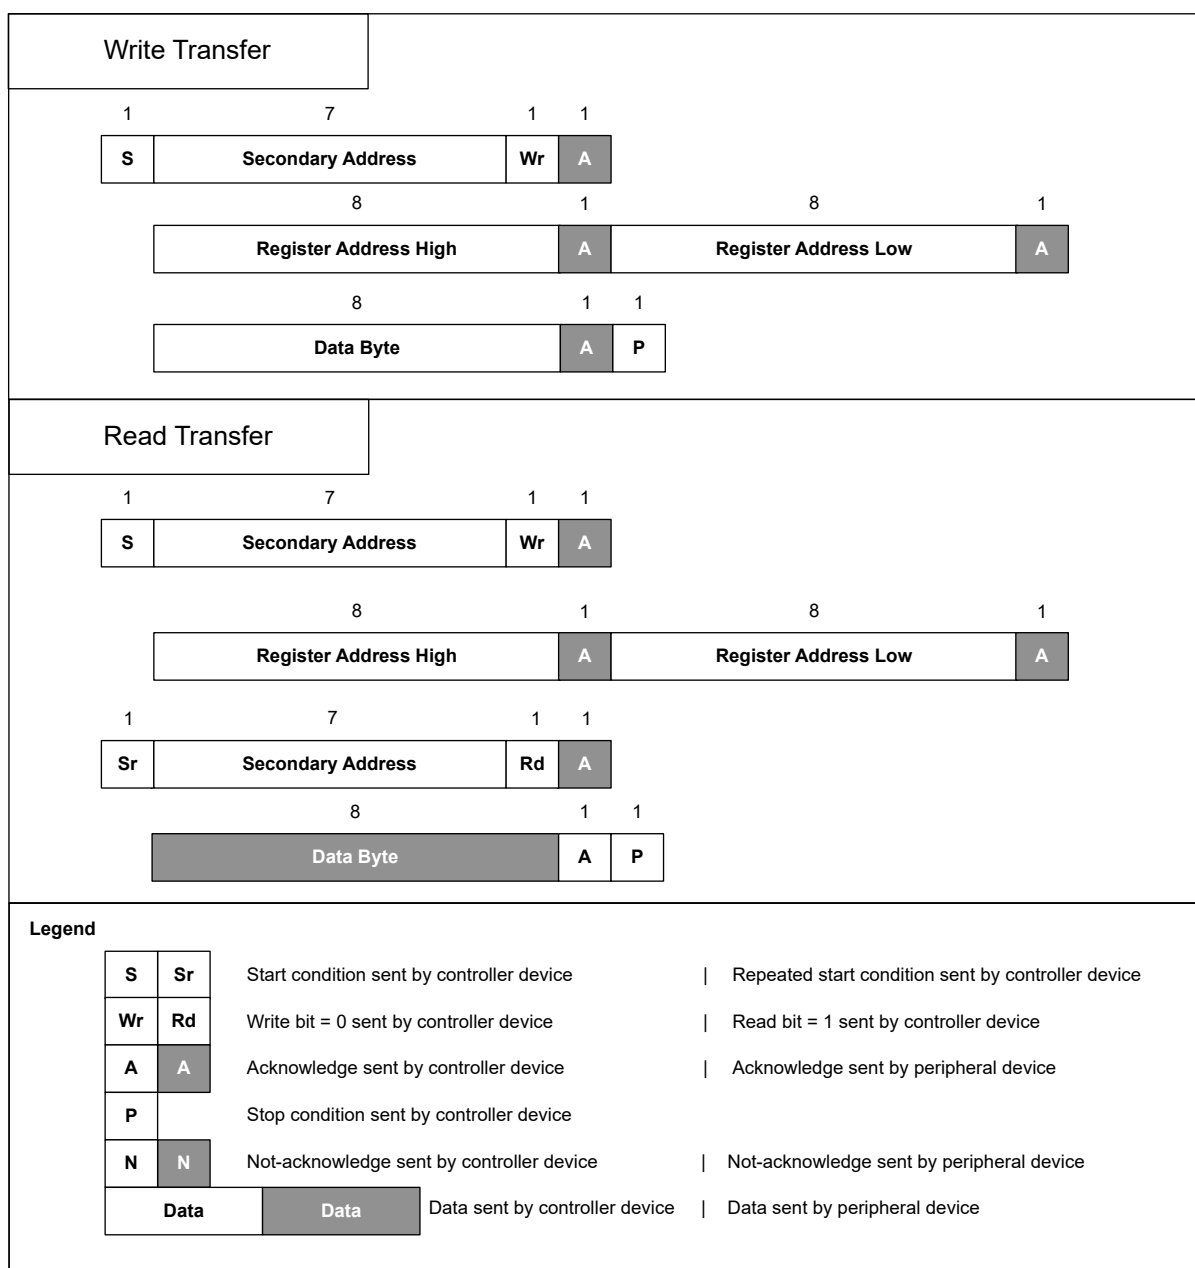 Write Transfer
1 7 1 1
S Secondary Address Wr A
8 1 8 1
Register Address High A Register Address Low A
8 1 1
Data Byte A P
Read Transfer
1 7 1 1
S Secondary Address Wr A
8 1 8 1
Register Address High A Register Address Low A
1 7 1 1
Sr Secondary Address Rd A
8 1 1
Data Byte A P
Legend
S Sr Start condition sent by controller device | Repeated start condition sent by controller device
Wr Rd Write bit = 0 sent by controller device | Read bit = 1 sent by controller device
A A Acknowledge sent by controller device | Acknowledge sent by peripheral device
P Stop condition sent by controller device
N N Not-acknowledge sent by controller device | Not-acknowledge sent by peripheral device
Data Data Data sent by controller device | Data sent by peripheral device